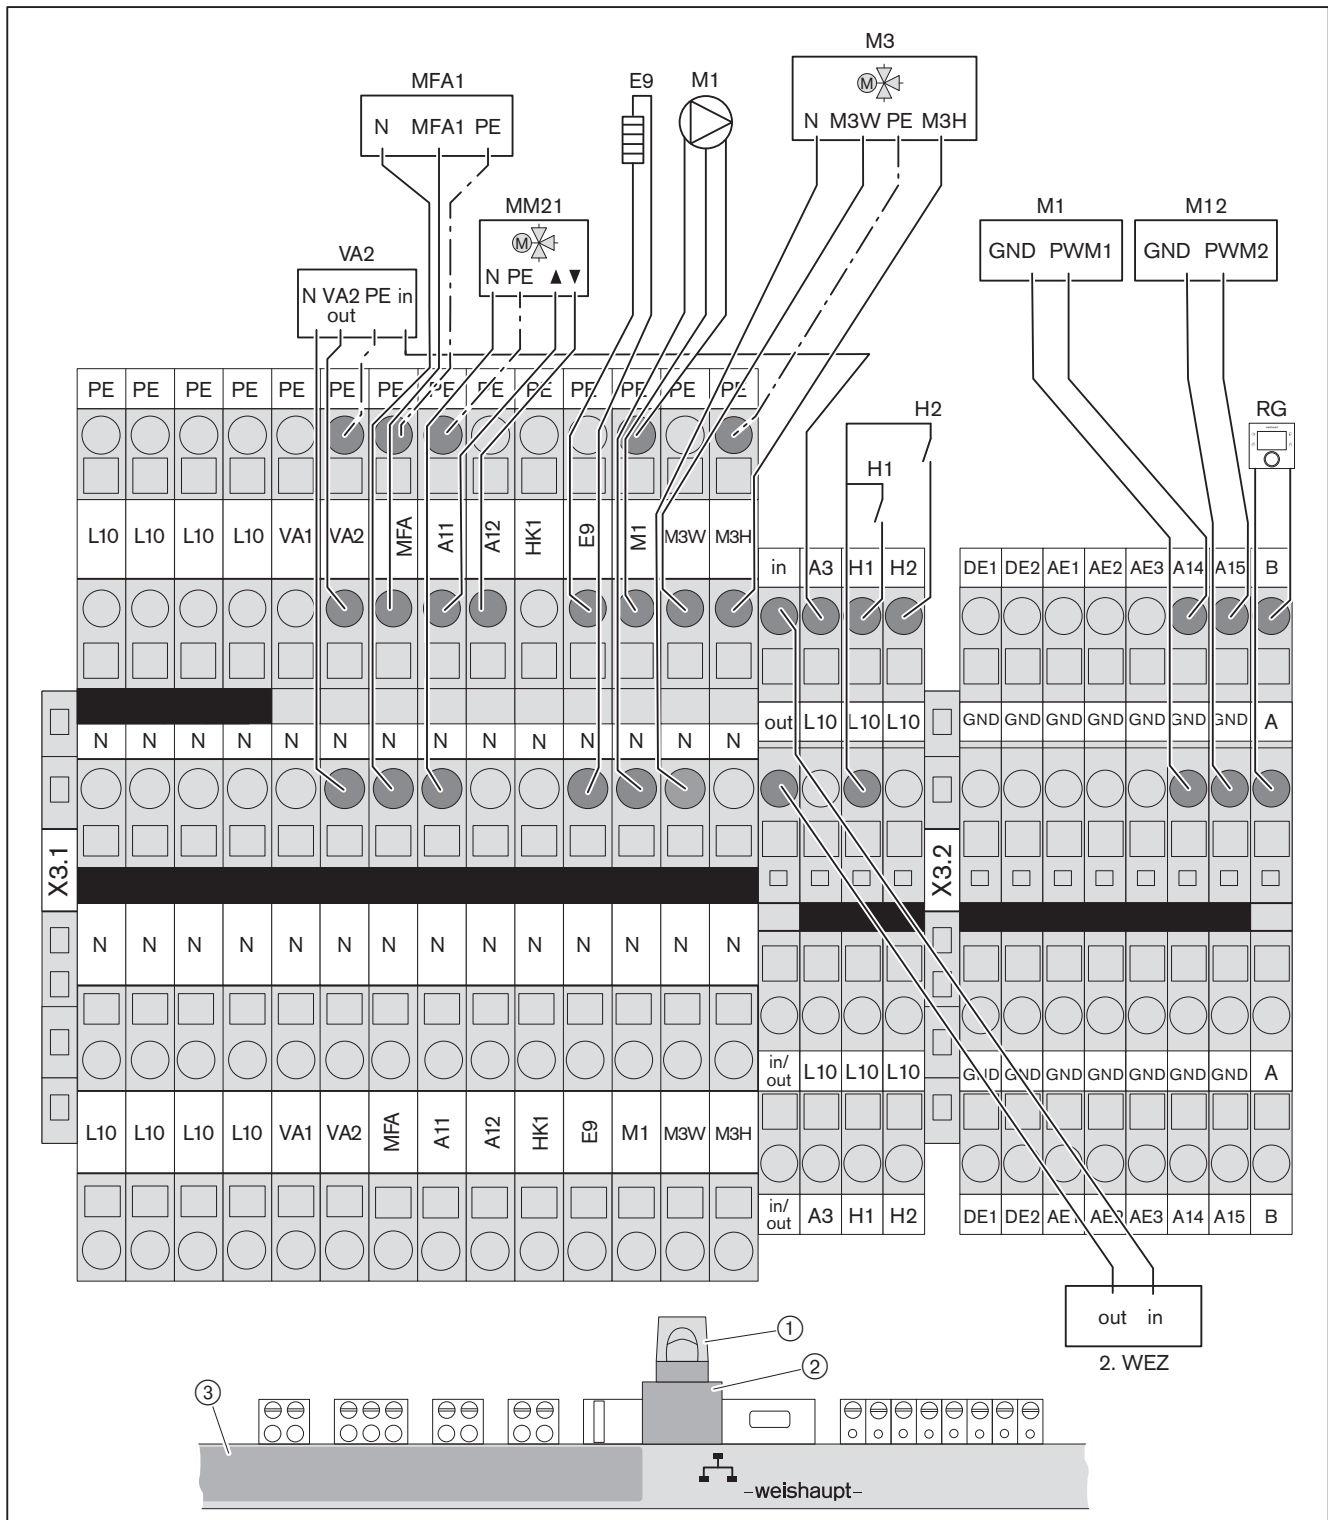 M3
MFA1
E9
M1
N MFA1 PE
N M3W PE M3H
MM21
N PE ▲ ▼
M1
M12
GND PWM1
GND PWM2
VA2
N VA2 PE in
out
PE PE PE PE PE PE PE PE PE PE PE PE PE PE
H2
RG
H1
L10 L10 L10 L10 VA1 VA2 MFA A11 A12 HK1 E9 M1 M3W M3H
in A3 H1 H2
DE1 DE2 AE1 AE2 AE3 A14 A15 B
out L10 L10 L10
GND GND GND GND GND GND GND A
N N N N N N N N N N N N N N
X3.1
X3.2
N N N N N N N N N N N N N N
in/
out L10 L10 L10
GND GND GND GND GND GND GND A
L10 L10 L10 L10 VA1 VA2 MFA A11 A12 HK1 E9 M1 M3W M3H
in/
out A3 H1 H2
DE1 DE2 AE1 AE2 AE3 A14 A15 B
out in
2. WEZ
1
2
3
-weishaupt-